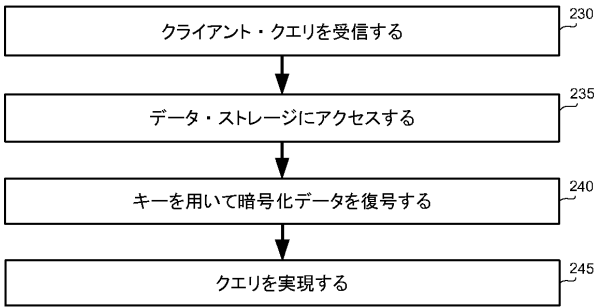 230
クライアント・クエリを受信する
235
データ・ストレージにアクセスする
240
キーを用いて暗号化データを復号する
245
クエリを実現する